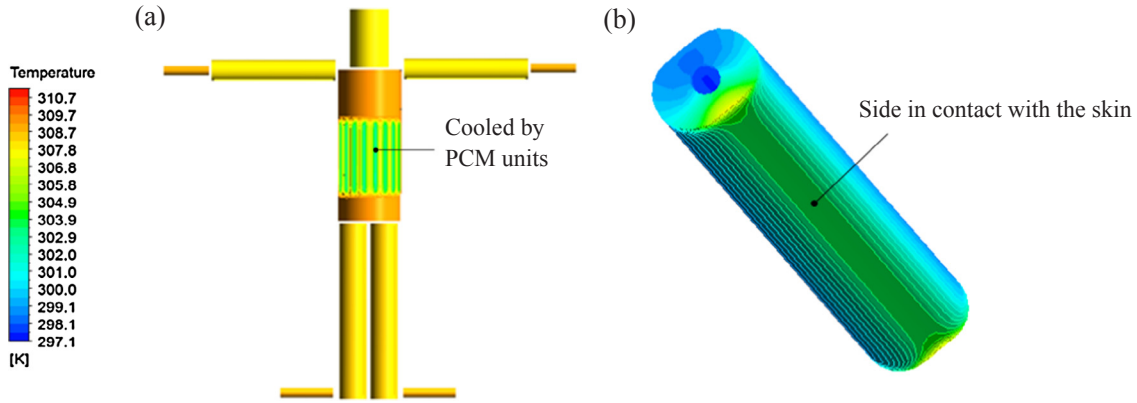 (a)
(b)
Temperature
310.7
309.7
308.7
307.8
306.8
305.8
304.8
303.9
302.9
301.9
301.0
300.0
299.1
298.1
297.1
[K]
Cooled by
PCM units
Side in contact with the skin